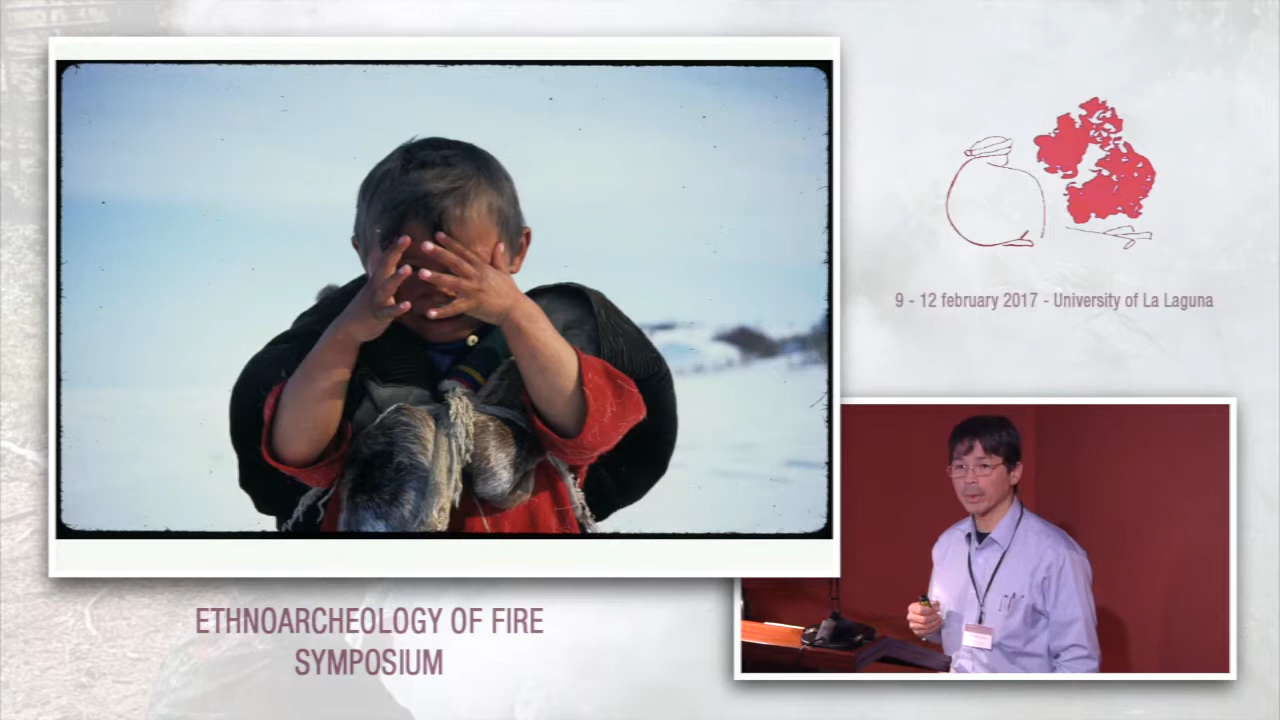 9 - 12 february 2017 - University of La Laguna
ETHNOARCHEOLOGY OF FIRE
SYMPOSIUM